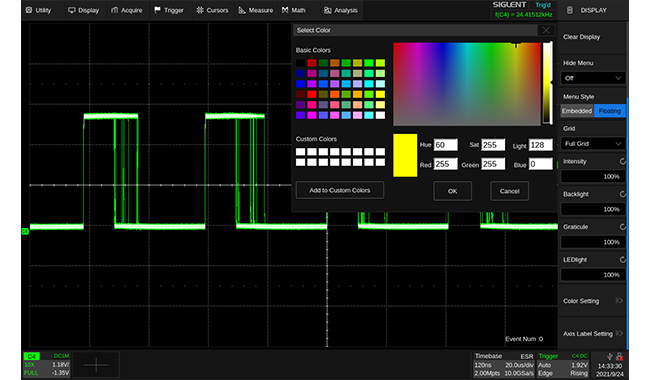 Utility Display Acquire Trigger Cursors Measure Math Analysis
SIGLENT Trig'd
f(C4) = 24.41512kHz
DISPLAY
Select Color
Basic Colors
Custom Colors
Add to Custom Colors
Hue 60 Sat 255 Light 128
Red 255 Green 255 Blue 0
OK Cancel
Clear Display
Hide Menu
Off
Menu Style
Embedded Floating
Grid
Full Grid
Intensity
100%
Backlight
100%
Graticule
100%
LEDlight
100%
Color Setting
Axis Label Setting
C4
Event Num :0
C4 DC1M
10X 1.18V/
FULL -1.35V
Timebase ESR
120ns 20.0us/div
2.00Mpts 10.0GSa/s
Trigger C4 DC
Auto 1.92V
Edge Rising
14:33:30
2021/9/24